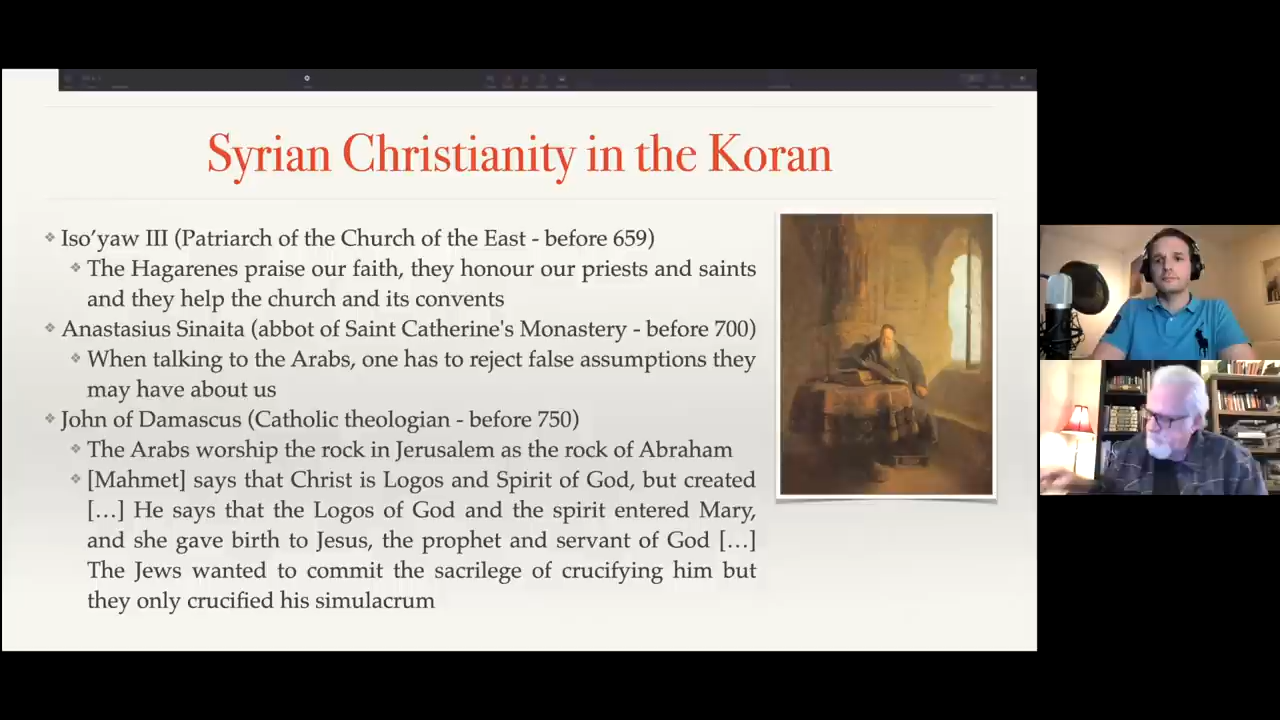 Syrian Christianity in the Koran
Iso’yaw III (Patriarch of the Church of the East - before 659)
The Hagarenes praise our faith, they honour our priests and saints
and they help the church and its convents
Anastasius Sinaita (abbot of Saint Catherine's Monastery - before 700)
When talking to the Arabs, one has to reject false assumptions they
may have about us
John of Damascus (Catholic theologian - before 750)
The Arabs worship the rock in Jerusalem as the rock of Abraham
[Mahmet] says that Christ is Logos and Spirit of God, but created
[…] He says that the Logos of God and the spirit entered Mary,
and she gave birth to Jesus, the prophet and servant of God […]
The Jews wanted to commit the sacrilege of crucifying him but
they only crucified his simulacrum